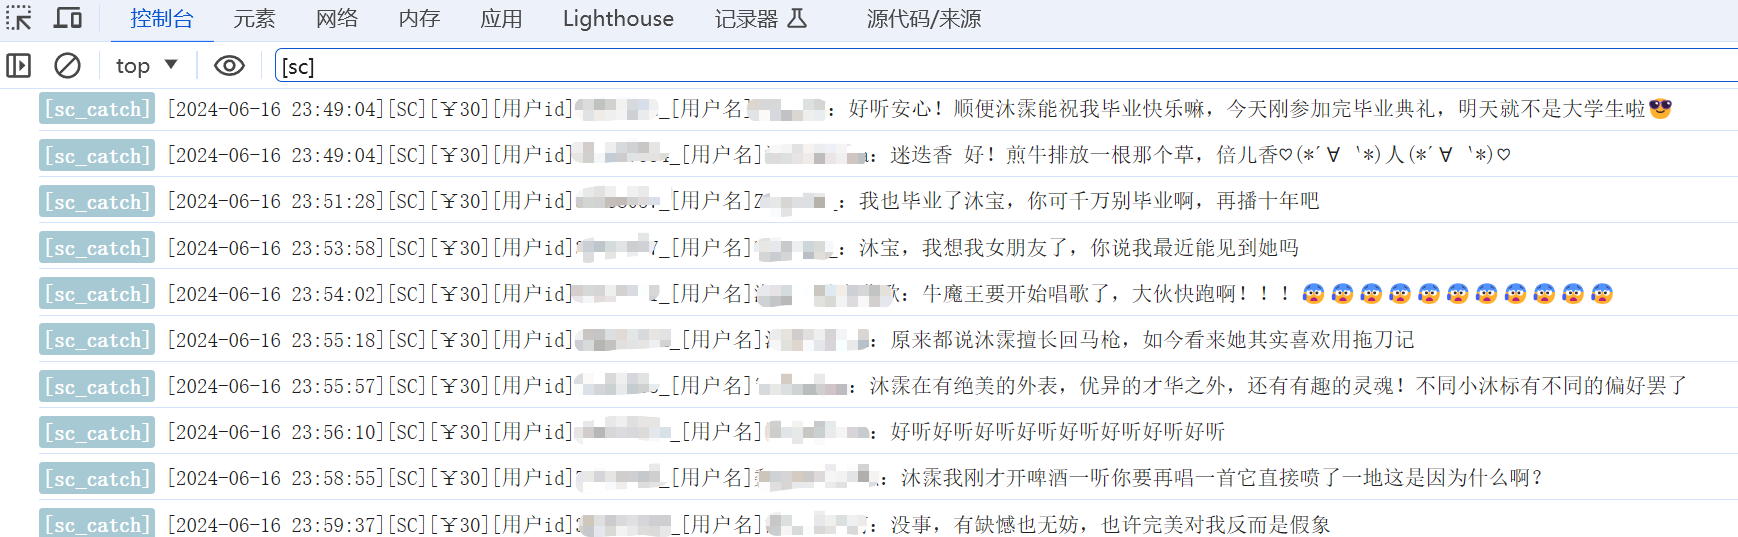 控制台 元素 网络 内存 应用 Lighthouse 记录器 源代码/来源
top [sc]
[sc_catch] [2024-06-16 23:49:04][SC][¥30][用户id]_[用户名]: 好听安心！顺便沐霂能祝我毕业快乐嘛，今天刚参加完毕业典礼，明天就不是大学生啦😎
[sc_catch] [2024-06-16 23:49:04][SC][¥30][用户id]_[用户名]: 迷迭香 好！煎牛排放一根那个草，倍儿香♡(*´∀｀*)人(*´∀｀*)♡
[sc_catch] [2024-06-16 23:51:28][SC][¥30][用户id]_[用户名]_: 我也毕业了沐宝，你可千万别毕业啊，再播十年吧
[sc_catch] [2024-06-16 23:53:58][SC][¥30][用户id]_[用户名]_: 沐宝，我想我女朋友了，你说我最近能见到她吗
[sc_catch] [2024-06-16 23:54:02][SC][¥30][用户id]_[用户名]: 牛魔王要开始唱歌了，大伙快跑啊！！！😰😰😰😰😰😰😰😰😰😰😰
[sc_catch] [2024-06-16 23:55:18][SC][¥30][用户id]_[用户名]: 原来都说沐霂擅长回马枪，如今看来她其实喜欢用拖刀记
[sc_catch] [2024-06-16 23:55:57][SC][¥30][用户id]_[用户名]: 沐霂在有绝美的外表，优异的才华之外，还有有趣的灵魂！不同小沐标有不同的偏好罢了
[sc_catch] [2024-06-16 23:56:10][SC][¥30][用户id]_[用户名]: 好听好听好听好听好听好听好听好听
[sc_catch] [2024-06-16 23:58:55][SC][¥30][用户id]_[用户名]: 沐霂我刚才开啤酒一听你要再唱一首它直接喷了一地这是因为什么啊？
[sc_catch] [2024-06-16 23:59:37][SC][¥30][用户id]_[用户名]: 没事，有缺憾也无妨，也许完美对我反而是假象